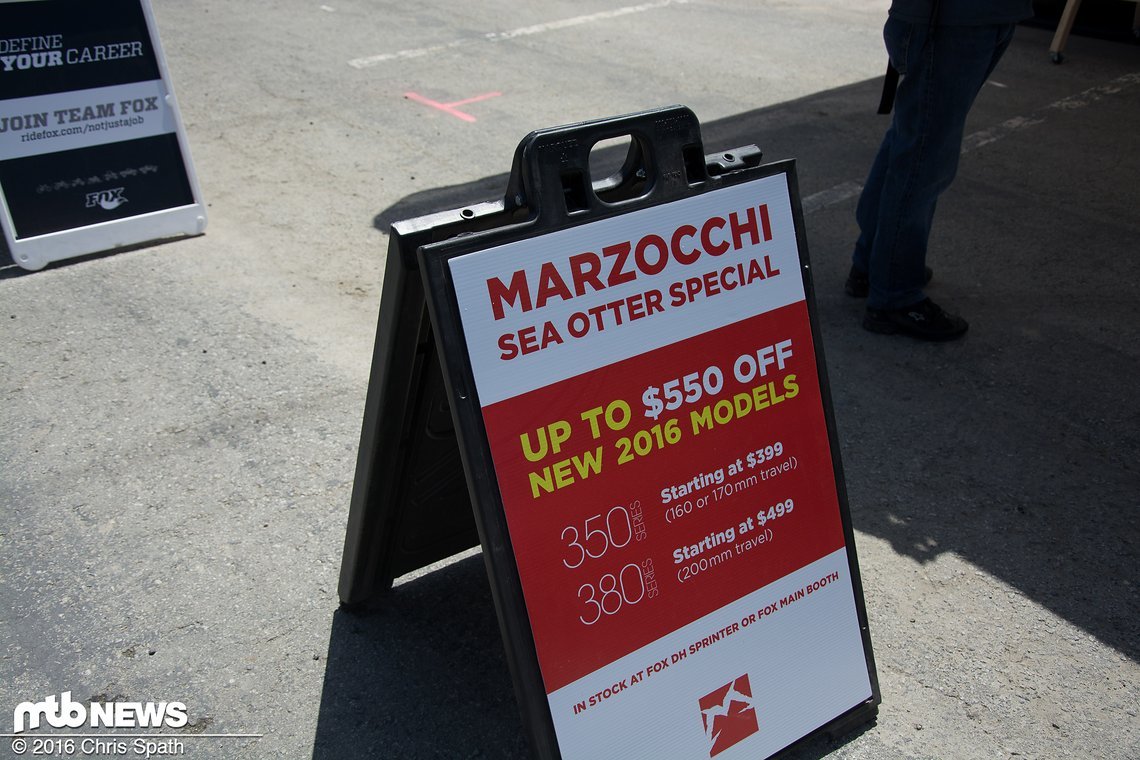 DEFINE
YOUR CAREER
JOIN TEAM FOX
ridefox.com/notjustajob
FOX
MARZOCCHI
SEA OTTER SPECIAL
UP TO $550 OFF
NEW 2016 MODELS
350 SERIES Starting at $399
(160 or 170mm travel)
380 SERIES Starting at $499
(200mm travel)
IN STOCK AT FOX DH SPRINTER OR FOX MAIN BOOTH
mtb NEWS
© 2016 Chris Spath